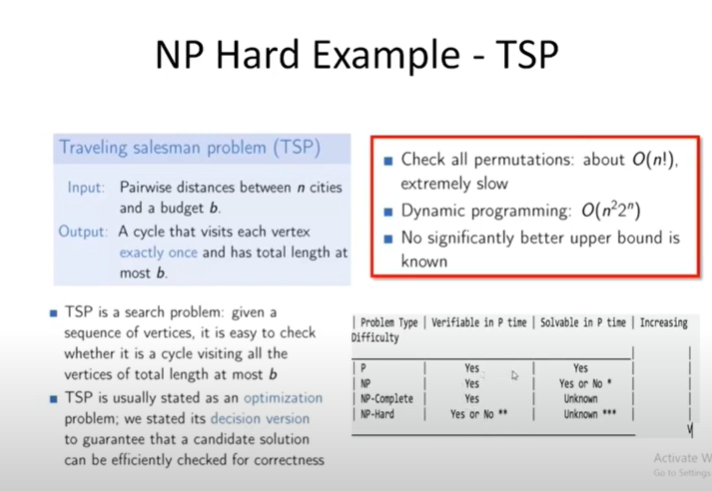 NP Hard Example - TSP
Traveling salesman problem (TSP)
Input: Pairwise distances between n cities
and a budget b.
Output: A cycle that visits each vertex
exactly once and has total length at
most b.
■ TSP is a search problem: given a
sequence of vertices, it is easy to check
whether it is a cycle visiting all the
vertices of total length at most b
■ TSP is usually stated as an optimization
problem; we stated its decision version
to guarantee that a candidate solution
can be efficiently checked for correctness
■ Check all permutations: about O(n!),
extremely slow
■ Dynamic programming: O(n²2ⁿ)
■ No significantly better upper bound is
known
| Problem Type | Verifiable in P time | Solvable in P time | Increasing
Difficulty
| P | Yes | Yes |
| NP | Yes | Yes or No * |
| NP-Complete | Yes | Unknown |
| NP-Hard | Yes or No ** | Unknown *** |
V
Activate W
Go to Settings